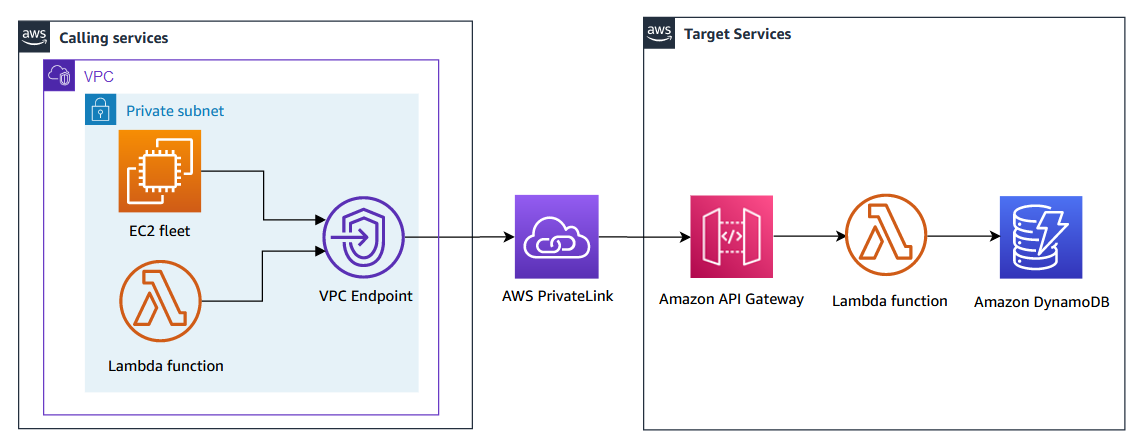 aws
Calling services
VPC
Private subnet
EC2 fleet
Lambda function
VPC Endpoint
AWS PrivateLink
aws
Target Services
</>
Amazon API Gateway
Lambda function
Amazon DynamoDB